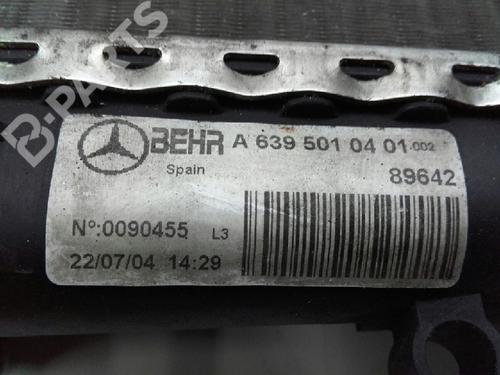 B-PARTS
BEHR A 639 501 04 01.002
Spain
89642
Nº:0090455 L3
22/07/04 14:29